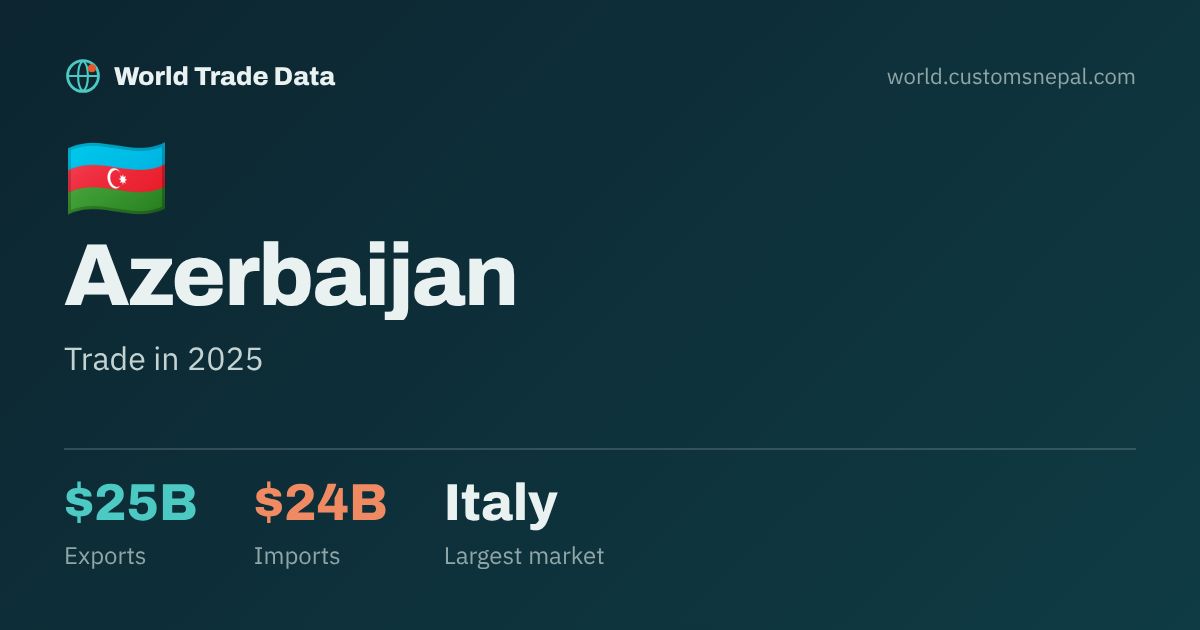 World Trade Data
world.customsnepal.com
Azerbaijan
Trade in 2025
$25B $24B Italy
Exports Imports Largest market